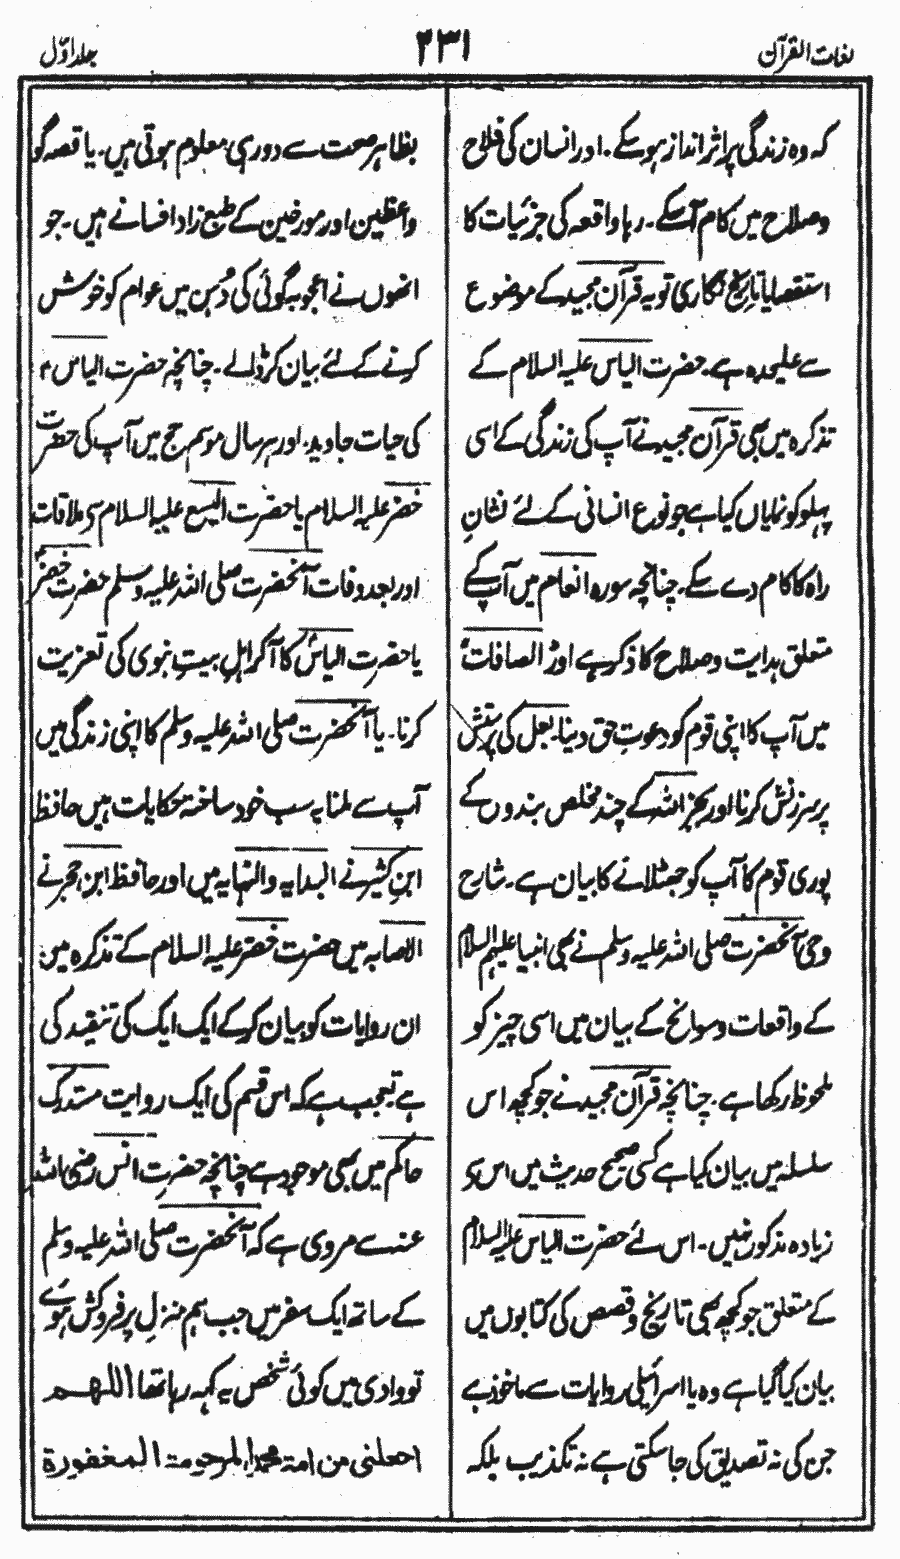 لغات القرآن
۲۳۱
جلد اوّل
کہ وہ زندگی پر اثر انداز ہو سکے۔ اور انسان کی فلاح
وصلاح میں کام آسکے۔ رہا واقعہ کی جزئیات کا
استقصا یا تاریخ نگاری تو یہ قرآن مجید کے موضوع
سے علیحدہ ہے۔ حضرت الیاس علیہ السلام کے
تذکرہ میں بھی قرآن مجید نے آپ کی زندگی کے اسی
پہلو کو نمایاں کیا ہے جو نوع انسانی کے لئے نشانِ
راہ کا کام دے سکے۔ چنانچہ سورہ انعام میں آپ کے
متعلق ہدایت وصلاح کا ذکر ہے اور الصافات
میں آپ کا اپنی قوم کو دعوتِ حق دینا۔ بعل کی پرستش
پر سرزنش کرنا اور بجز اللہ کے چند مخلص بندوں کے
پوری قوم کا آپ کو جھٹلانے کا بیان ہے۔ شارح
وحی آنحضرت صلی اللہ علیہ وسلم نے بھی انبیا علیہم السلام
کے واقعات وسوانح کے بیان میں اسی چیز کو
ملحوظ رکھا ہے۔ چنانچہ قرآن مجید نے جو کچھ اس
سلسلہ میں بیان کیا ہے کسی صحیح حدیث میں اس سے
زیادہ مذکور نہیں۔ اس لئے حضرت الیاس علیہ السلام
کے متعلق جو کچھ بھی تاریخ وقصص کی کتابوں میں
بیان کیا گیا ہے وہ یا اسرائیلی روایات سے ماخوذ ہے
جن کی نہ تصدیق کی جاسکتی ہے نہ تکذیب بلکہ
بظاہر صحت سے دور ہی معلوم ہوتی ہیں۔ یا قصہ گو
واعظین اور مورخین کے طبع زاد افسانے ہیں۔ جو
انھوں نے اعجوبہ گوئی کی دُھن میں عوام کو خوش
کرنے کے لئے بیان کرڈالے۔ چنانچہ حضرت الیاسؑ
کی حیات جاوید۔ اور ہر سال موسم حج میں آپ کی حضرت
خضر علیہ السلام یا حضرت الیسع علیہ السلام سے ملاقات
اور بعد وفات آنحضرت صلی اللہ علیہ وسلم حضرت خضرؑ
یا حضرت الیاسؑ کا آکر اہلِ بیتِ نبوی کی تعزیت
کرنا۔ یا آنحضرت صلی اللہ علیہ وسلم کا اپنی زندگی میں
آپ سے ملنا یہ سب خود ساختہ حکایات ہیں حافظ
ابنِ کثیر نے البدایہ والنہایہ میں اور حافظ ابن حجر نے
الاصابہ میں حضرت خضر علیہ السلام کے تذکرہ میں:
ان روایات کو بیان کرکے ایک ایک کی تنقید کی
ہے۔ تعجب ہے کہ اس قسم کی ایک روایت مستدرک
حاکم میں بھی موجود ہے چنانچہ حضرت انس رضی اللہ
عنہ سے مروی ہے کہ آنحضرت صلی اللہ علیہ وسلم
کے ساتھ ایک سفر میں جب ہم منزل پر فروکش ہوئے
تو وادی میں کوئی شخص یہ کہہ رہا تھا اللہم
اجعلنی من امۃ محمد المرحومۃ المغفورۃ